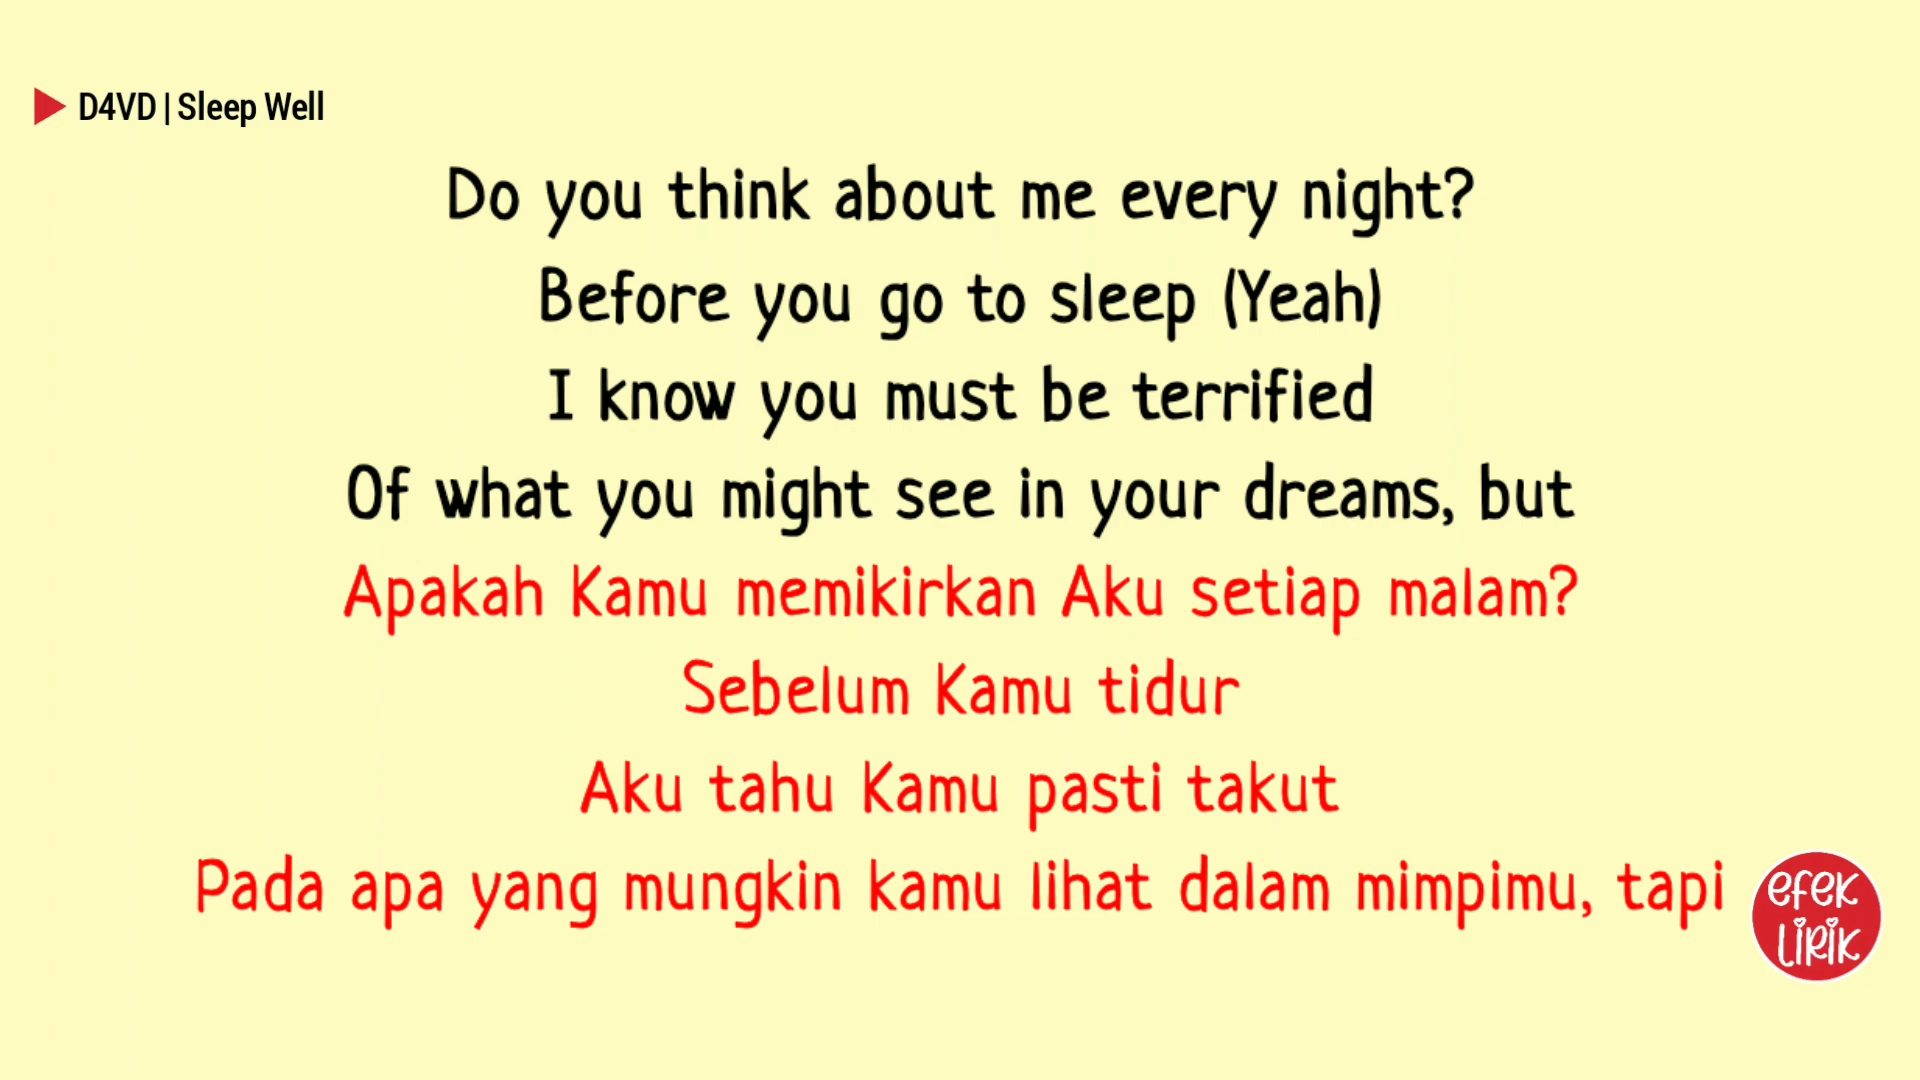 D4VD | Sleep Well
Do you think about me every night?
Before you go to sleep (Yeah)
I know you must be terrified
Of what you might see in your dreams, but
Apakah Kamu memikirkan Aku setiap malam?
Sebelum Kamu tidur
Aku tahu Kamu pasti takut
Pada apa yang mungkin kamu lihat dalam mimpimu, tapi
efek
Lirik